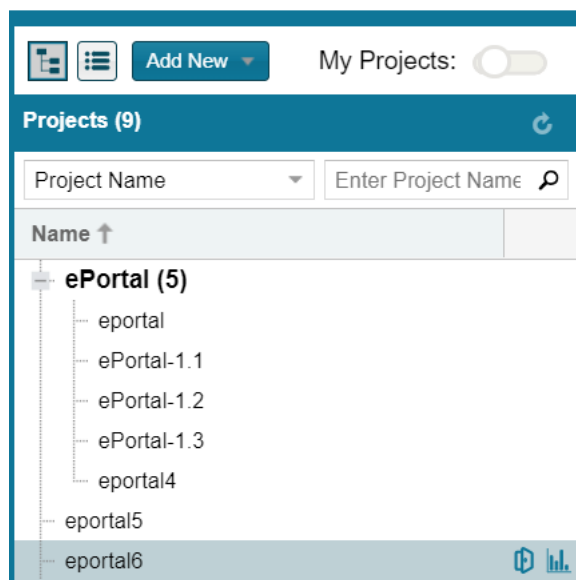 Add New My Projects:
Projects (9)
Project Name Enter Project Name
Name
ePortal (5)
eportal
ePortal-1.1
ePortal-1.2
ePortal-1.3
eportal4
eportal5
eportal6